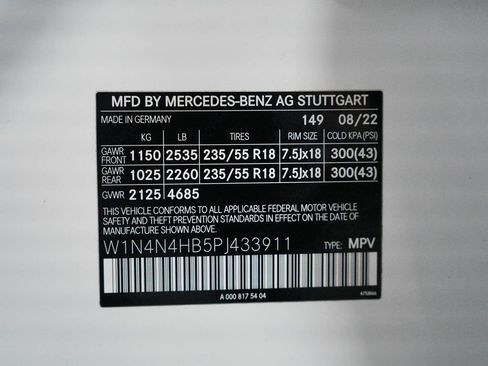 MFD BY MERCEDES-BENZ AG STUTTGART
MADE IN GERMANY 149 08/22
KG LB TIRES RIM SIZE COLD KPA (PSI)
GAWR FRONT 1150 2535 235/55 R18 7.5Jx18 300(43)
GAWR REAR 1025 2260 235/55 R18 7.5Jx18 300(43)
GVWR 2125 4685
THIS VEHICLE CONFORMS TO ALL APPLICABLE FEDERAL MOTOR VEHICLE
SAFETY AND THEFT PREVENTION STANDARDS IN EFFECT ON THE DATE OF
MANUFACTURE SHOWN ABOVE.
W1N4N4HB5PJ433911 TYPE: MPV
A 000 817 54 04